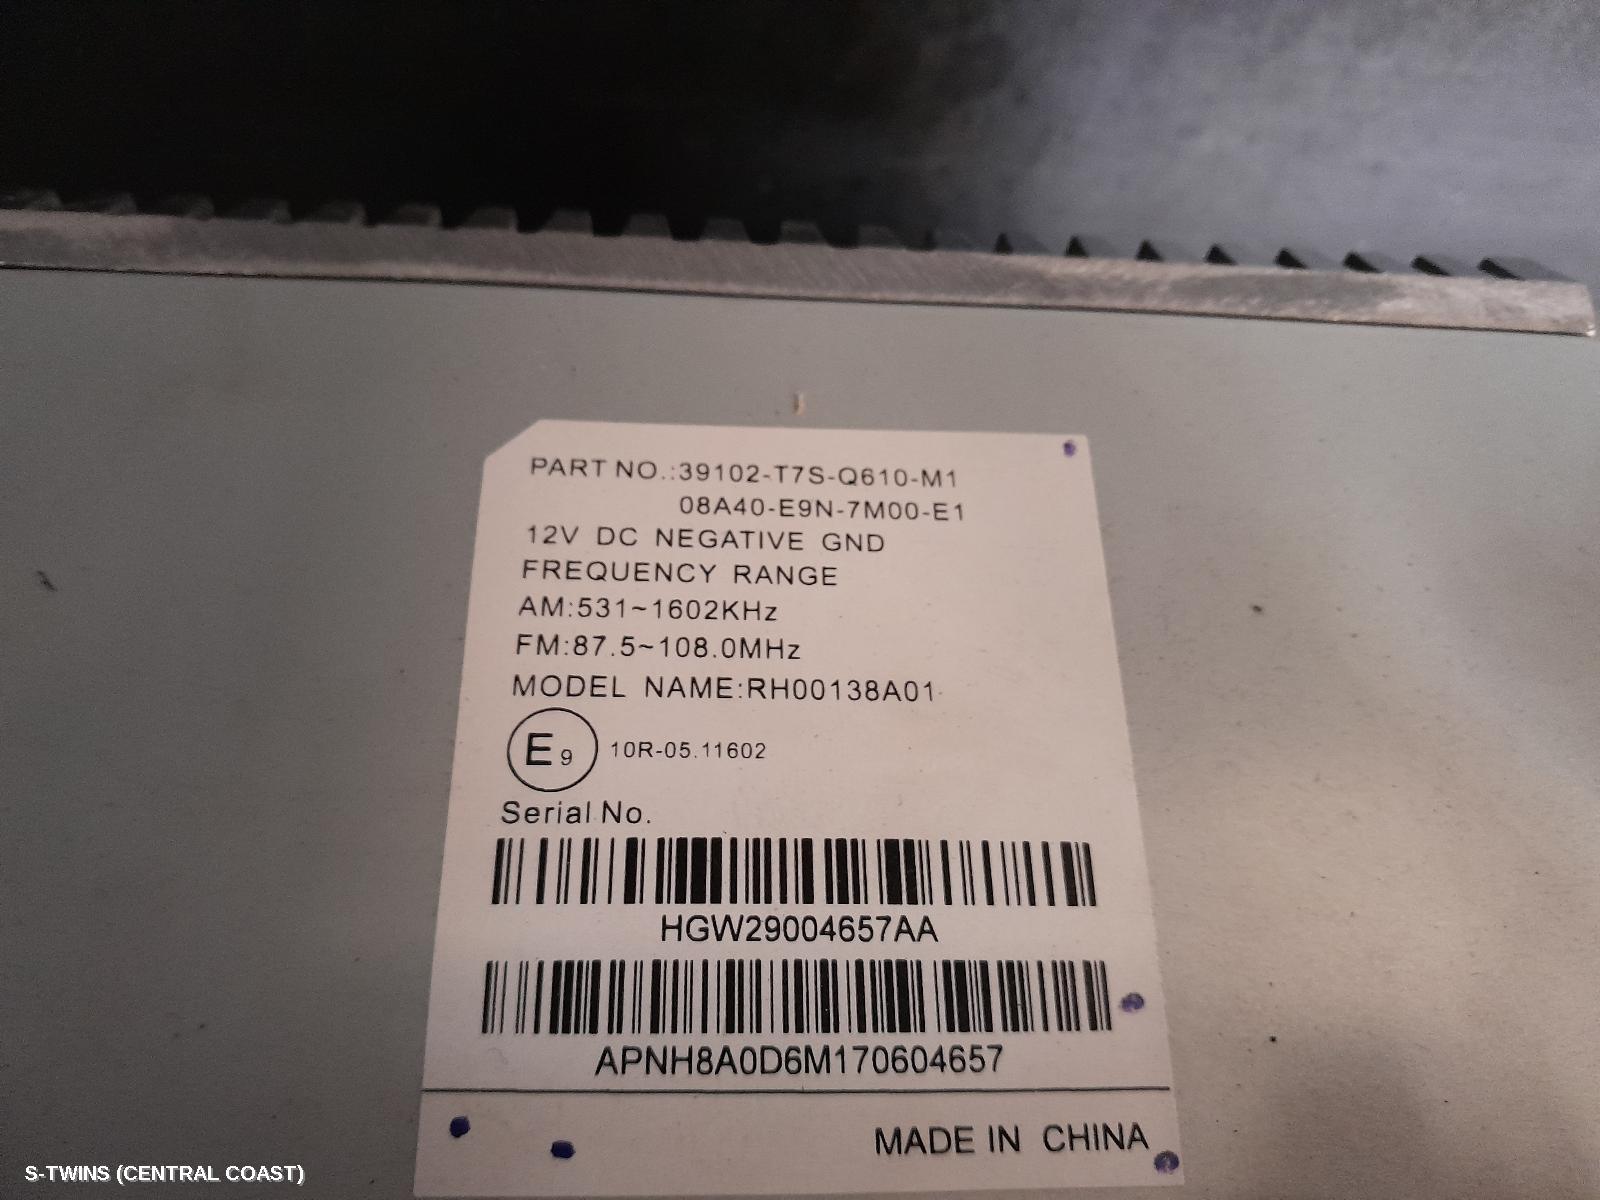 PART NO.:39102-T7S-Q610-M1
08A40-E9N-7M00-E1
12V DC NEGATIVE GND
FREQUENCY RANGE
AM:531~1602KHz
FM:87.5~108.0MHz
MODEL NAME:RH00138A01
E9 10R-05.11602
Serial No.
HGW29004657AA
APNH8A0D6M170604657
MADE IN CHINA
S-TWINS (CENTRAL COAST)